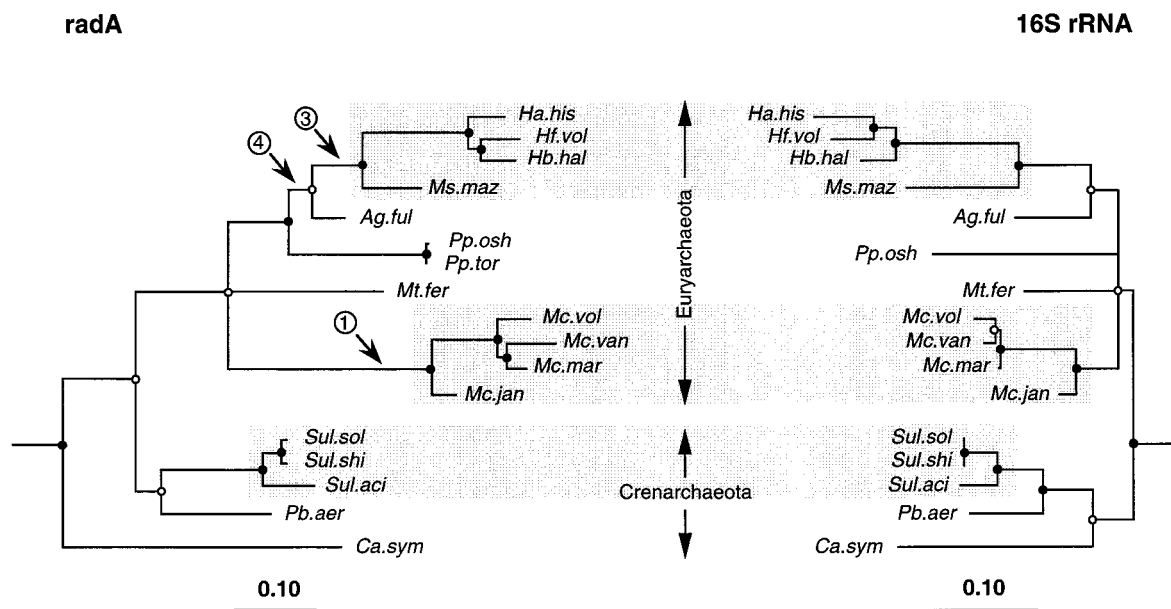 radA
16S rRNA
③
④
①
Ha.his
Hf.vol
Hb.hal
Ms.maz
Ag.ful
Pp.osh
Pp.tor
Mt.fer
Mc.vol
Mc.van
Mc.mar
Mc.jan
Sul.sol
Sul.shi
Sul.aci
Pb.aer
Ca.sym
0.10
Euryarchaeota
Crenarchaeota
Ha.his
Hf.vol
Hb.hal
Ms.maz
Ag.ful
Pp.osh
Mt.fer
Mc.vol
Mc.van
Mc.mar
Mc.jan
Sul.sol
Sul.shi
Sul.aci
Pb.aer
Ca.sym
0.10